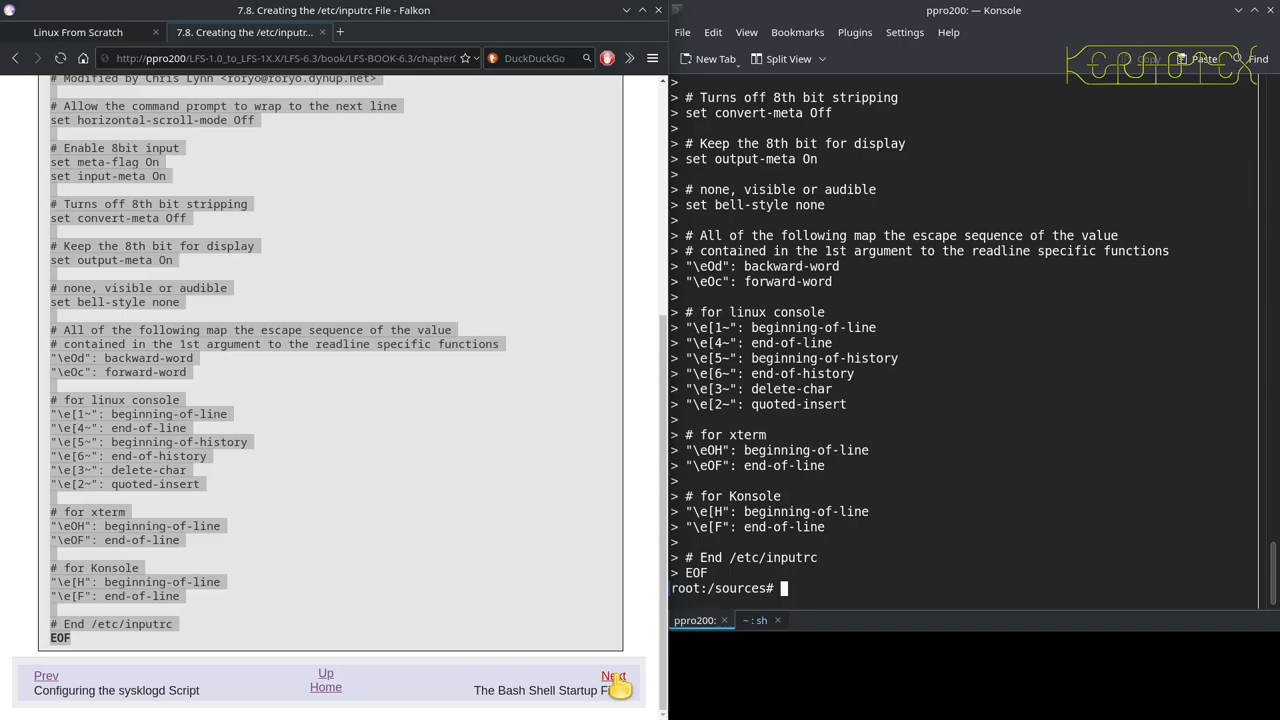 7.8. Creating the /etc/inputrc File - Falkon
Linux From Scratch
7.8. Creating the /etc/inputr...
http://ppro200/LFS-1.0_to_LFS-1X.X/LFS-6.3/book/LFS-BOOK-6.3/chapter0
DuckDuckGo
# Modified by Chris Lynn <roryo@roryo.dynup.net>
# Allow the command prompt to wrap to the next line
set horizontal-scroll-mode Off
# Enable 8bit input
set meta-flag On
set input-meta On
# Turns off 8th bit stripping
set convert-meta Off
# Keep the 8th bit for display
set output-meta On
# none, visible or audible
set bell-style none
# All of the following map the escape sequence of the value
# contained in the 1st argument to the readline specific functions
"\eOd": backward-word
"\eOc": forward-word
# for linux console
"\e[1~": beginning-of-line
"\e[4~": end-of-line
"\e[5~": beginning-of-history
"\e[6~": end-of-history
"\e[3~": delete-char
"\e[2~": quoted-insert
# for xterm
"\eOH": beginning-of-line
"\eOF": end-of-line
# for Konsole
"\e[H": beginning-of-line
"\e[F": end-of-line
# End /etc/inputrc
EOF
Prev
Up
Next
Configuring the sysklogd Script
Home
The Bash Shell Startup
ppro200: — Konsole
File Edit View Bookmarks Plugins Settings Help
New Tab Split View Copy Paste Find
>
> # Turns off 8th bit stripping
> set convert-meta Off
>
> # Keep the 8th bit for display
> set output-meta On
>
> # none, visible or audible
> set bell-style none
>
> # All of the following map the escape sequence of the value
> # contained in the 1st argument to the readline specific functions
> "\eOd": backward-word
> "\eOc": forward-word
>
> # for linux console
> "\e[1~": beginning-of-line
> "\e[4~": end-of-line
> "\e[5~": beginning-of-history
> "\e[6~": end-of-history
> "\e[3~": delete-char
> "\e[2~": quoted-insert
>
> # for xterm
> "\eOH": beginning-of-line
> "\eOF": end-of-line
>
> # for Konsole
> "\e[H": beginning-of-line
> "\e[F": end-of-line
>
> # End /etc/inputrc
> EOF
root:/sources#
ppro200:
~ : sh